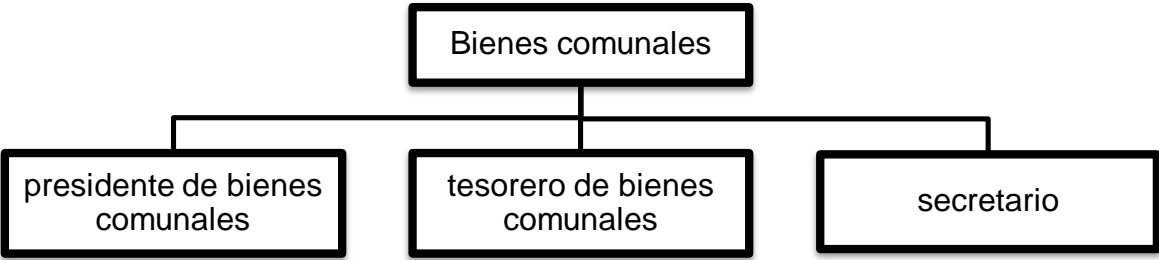 Bienes comunales
presidente de bienes
comunales
tesorero de bienes
comunales
secretario